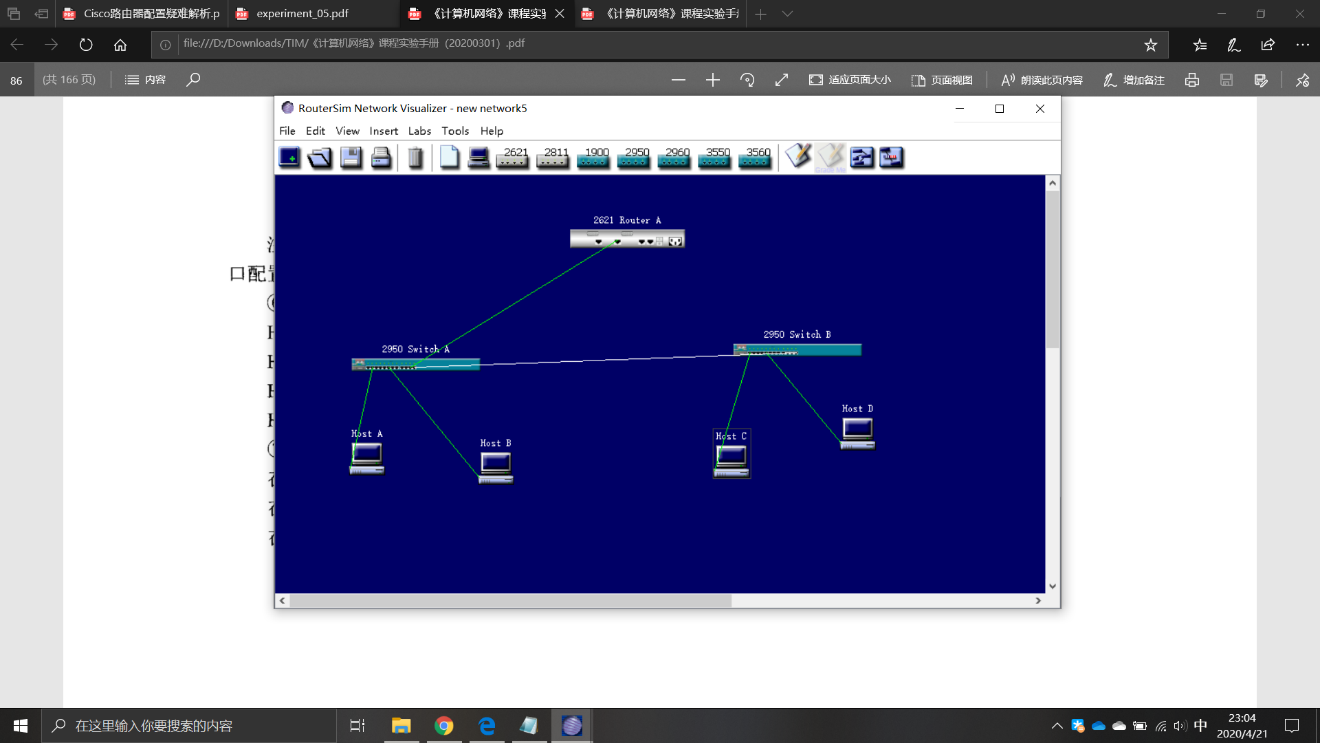 Cisco路由器配置疑难解析.p
experiment_05.pdf
《计算机网络》课程实
《计算机网络》课程实验手
file:///D:/Downloads/TIM/《计算机网络》课程实验手册（20200301）.pdf
86
(共 166 页)
内容
适应页面大小
页面视图
朗读此页内容
增加备注
RouterSim Network Visualizer - new network5
File Edit View Insert Labs Tools Help
2621 2811 1900 2950 2960 3550 3560
2621 Router A
2950 Switch B
2950 Switch A
Host D
Host A
Host C
Host B
口配
在这里输入你要搜索的内容
中
23:04
2020/4/21